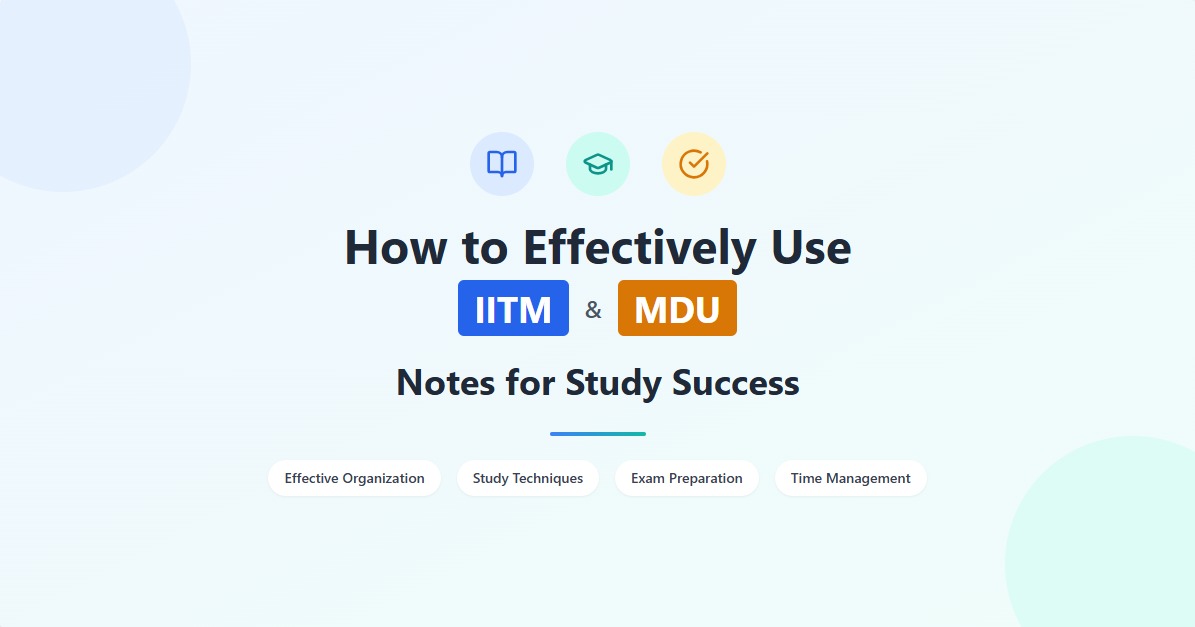 How to Effectively Use
IITM & MDU
Notes for Study Success
Effective Organization Study Techniques Exam Preparation Time Management